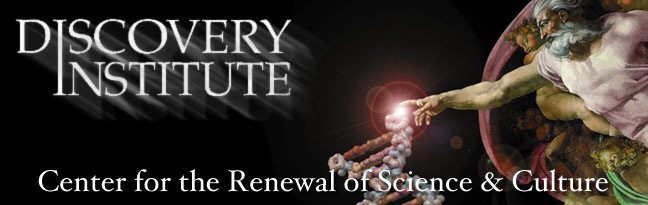 DISCOVERY
INSTITUTE
Center for the Renewal of Science & Culture